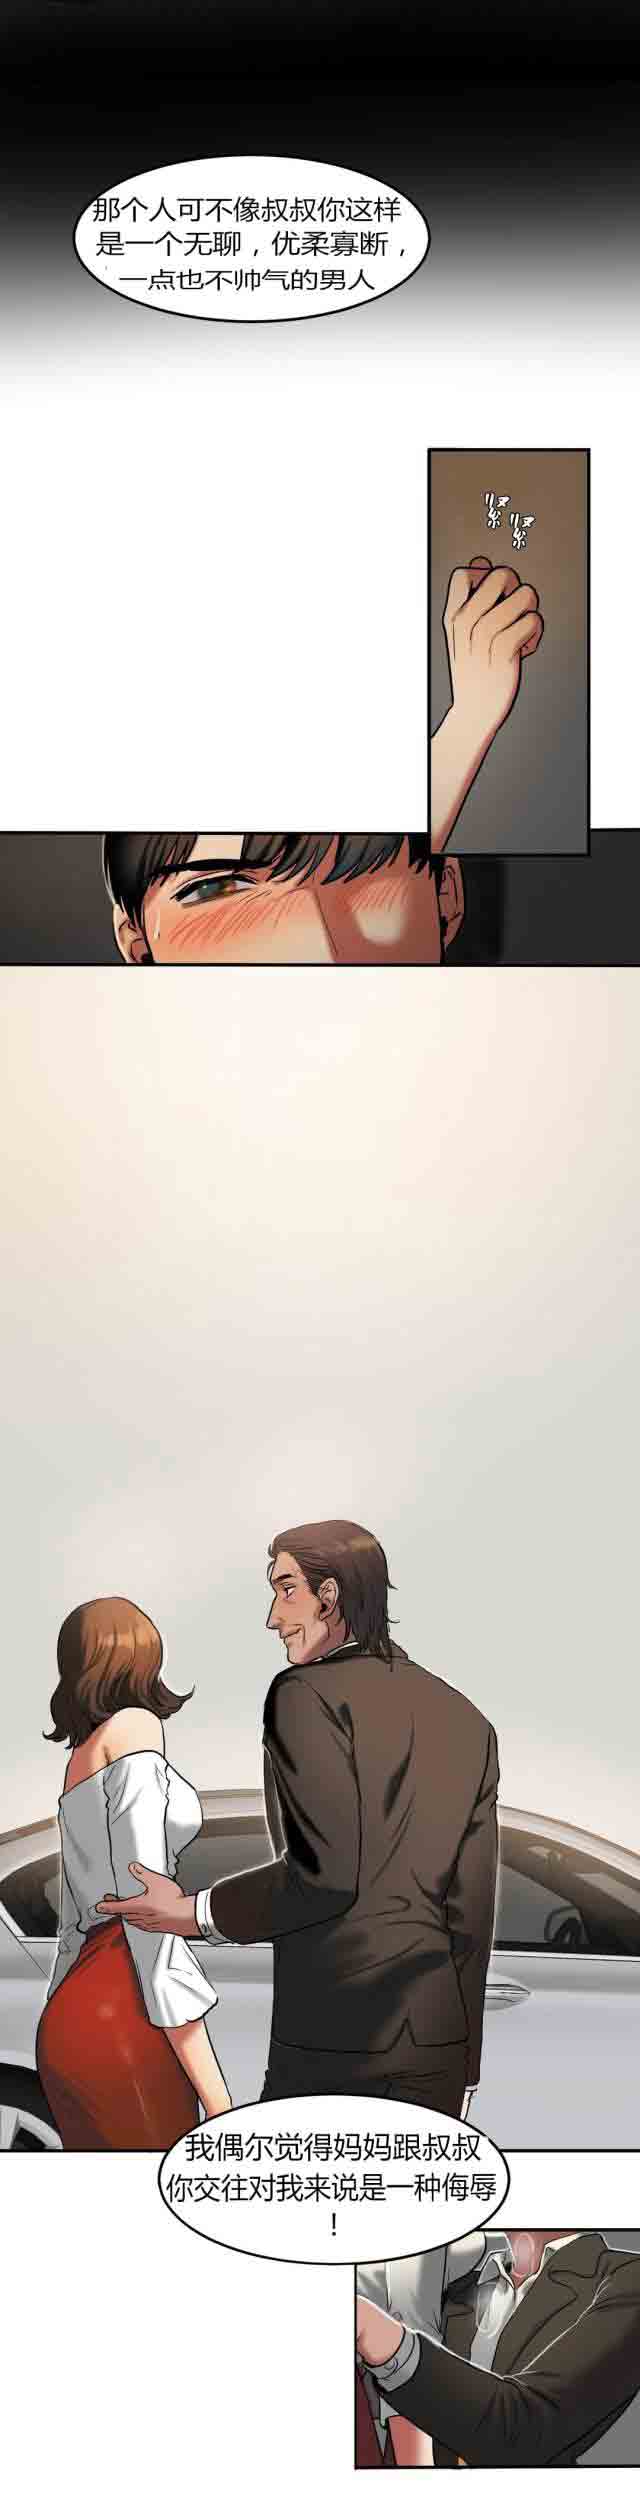 那个人可不像叔叔你这样
是一个无聊，优柔寡断，
一点也不帅气的男人
紧
紧
我偶尔觉得妈妈跟叔叔
你交往对我来说是一种侮辱
！